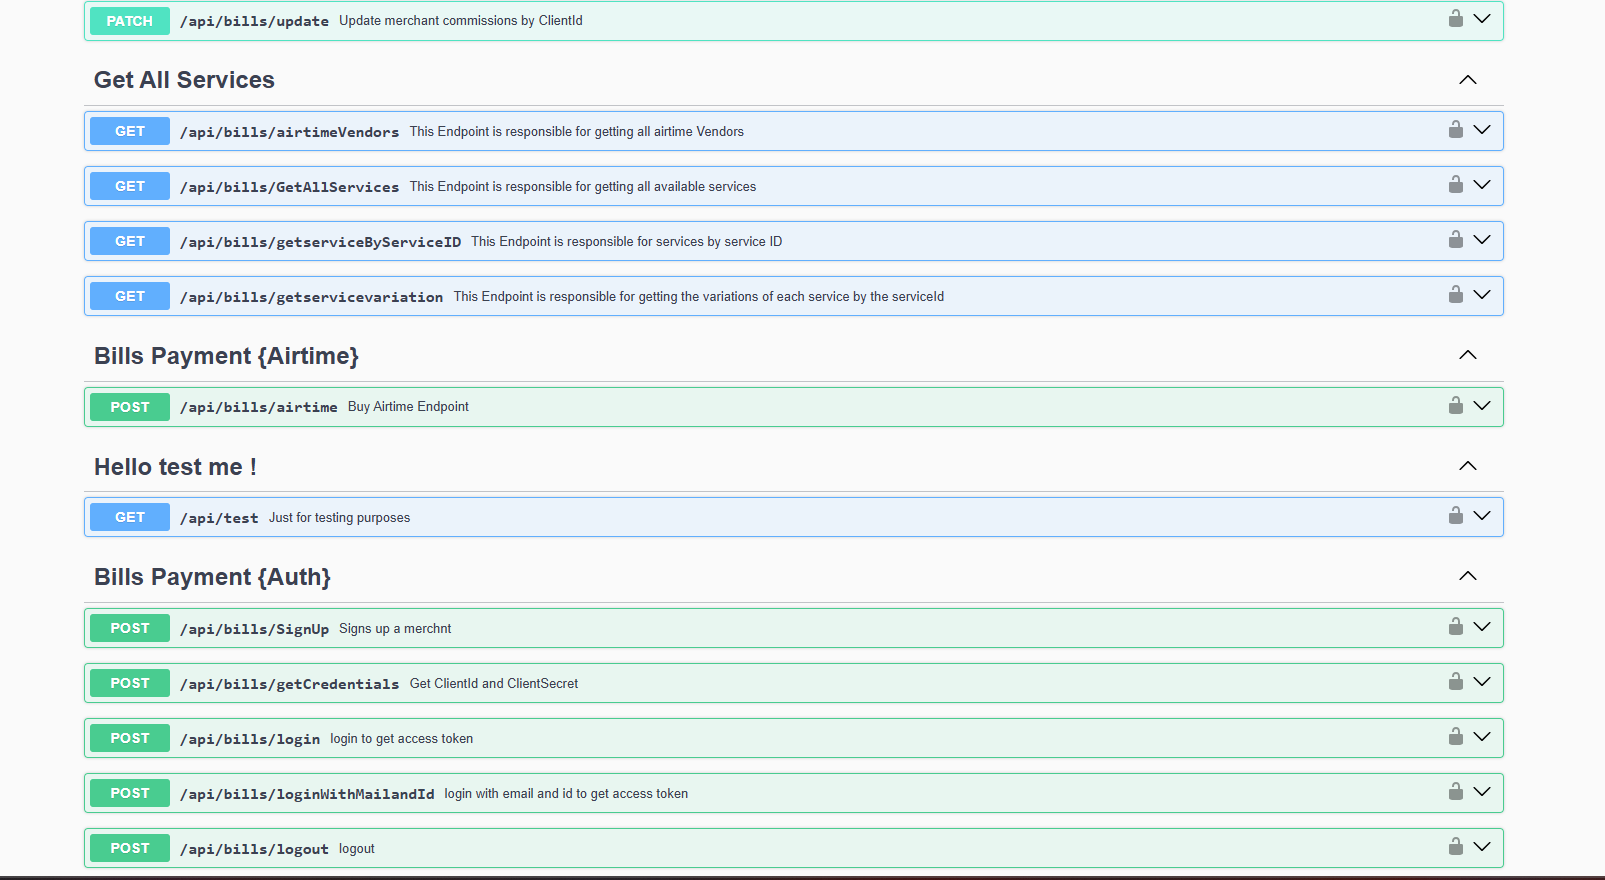 PATCH /api/bills/update Update merchant commissions by ClientId
Get All Services
GET /api/bills/airtimeVendors This Endpoint is responsible for getting all airtime Vendors
GET /api/bills/GetAllServices This Endpoint is responsible for getting all available services
GET /api/bills/getserviceByServiceID This Endpoint is responsible for services by service ID
GET /api/bills/getservicevariation This Endpoint is responsible for getting the variations of each service by the serviceId
Bills Payment {Airtime}
POST /api/bills/airtime Buy Airtime Endpoint
Hello test me !
GET /api/test Just for testing purposes
Bills Payment {Auth}
POST /api/bills/SignUp Signs up a merchnt
POST /api/bills/getCredentials Get ClientId and ClientSecret
POST /api/bills/login login to get access token
POST /api/bills/loginWithMailandId login with email and id to get access token
POST /api/bills/logout logout